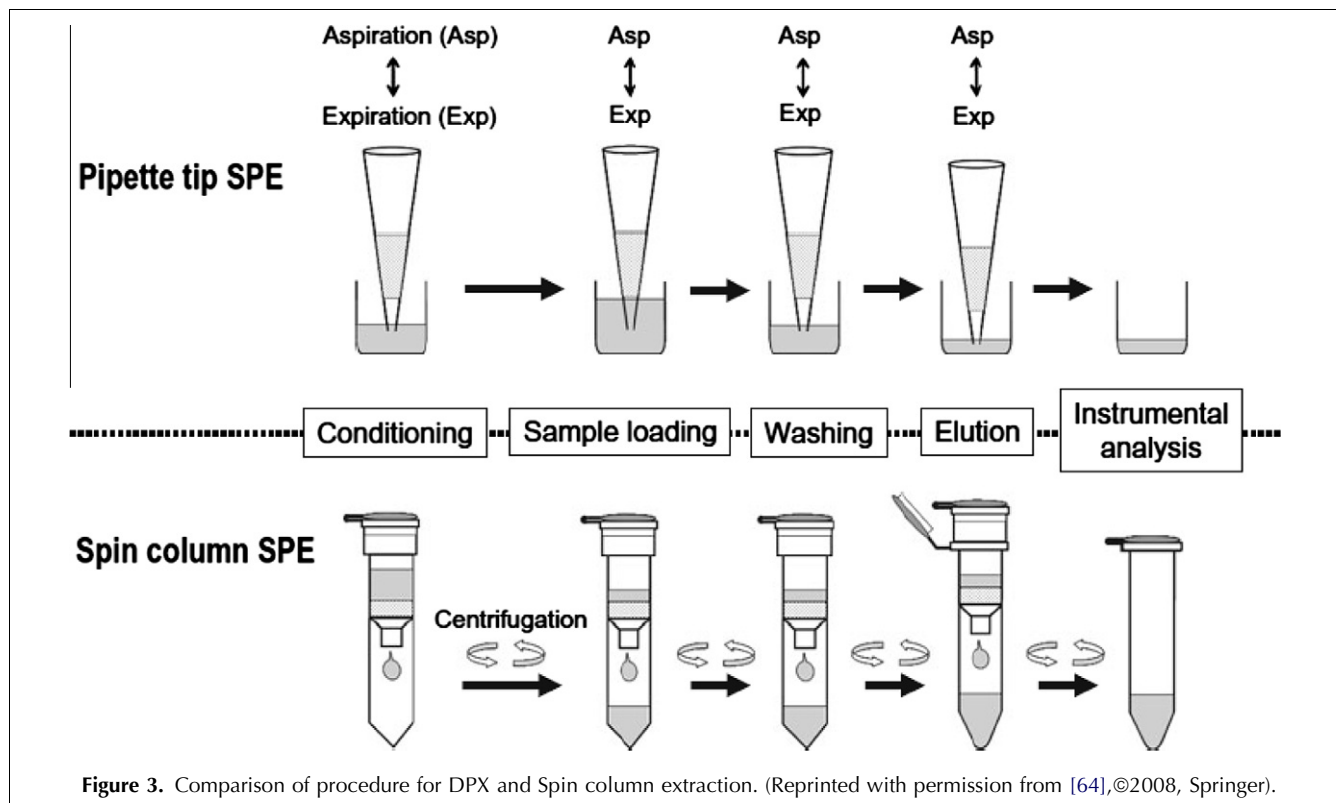 Aspiration (Asp) Asp Asp Asp
Expiration (Exp) Exp Exp Exp
Pipette tip SPE
Conditioning Sample loading Washing Elution Instrumental
analysis
Spin column SPE
Centrifugation
Figure 3. Comparison of procedure for DPX and Spin column extraction. (Reprinted with permission from [64],©2008, Springer).